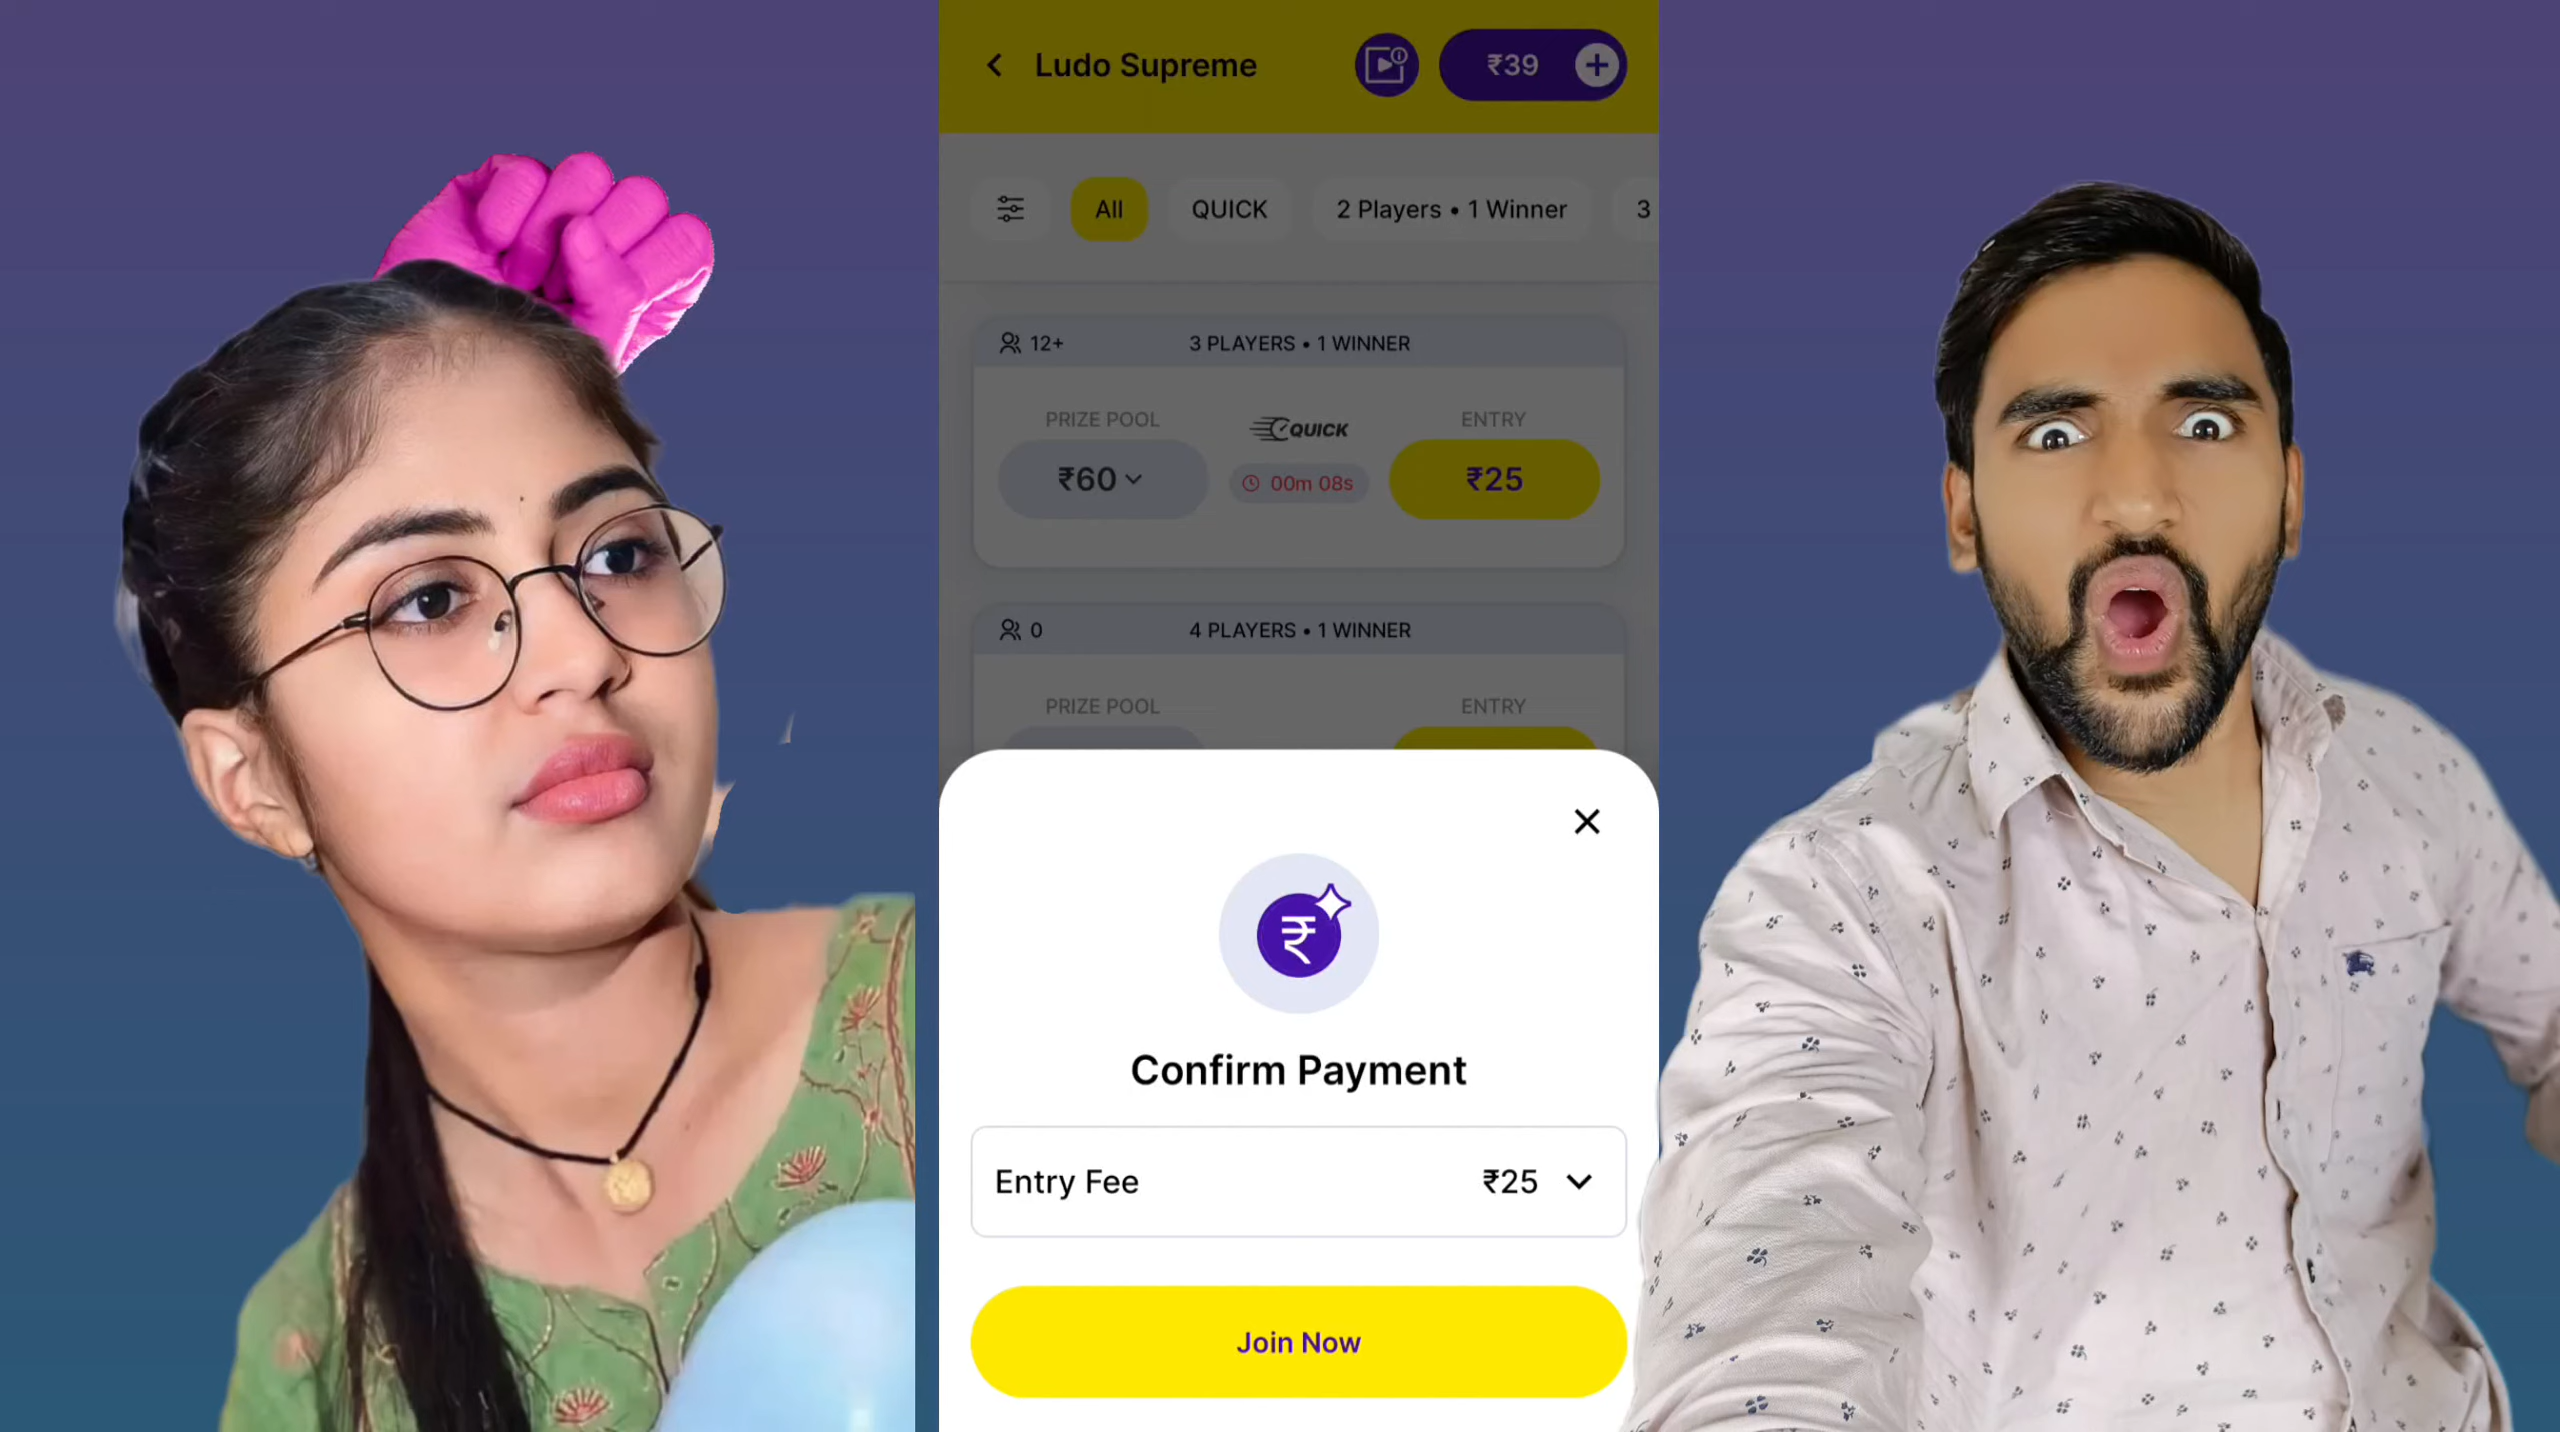 Ludo Supreme
₹39
All
QUICK
2 Players • 1 Winner
3
12+
3 PLAYERS • 1 WINNER
PRIZE POOL
QUICK
ENTRY
₹60
00m 08s
₹25
0
4 PLAYERS • 1 WINNER
PRIZE POOL
ENTRY
₹
Confirm Payment
Entry Fee
₹25
Join Now